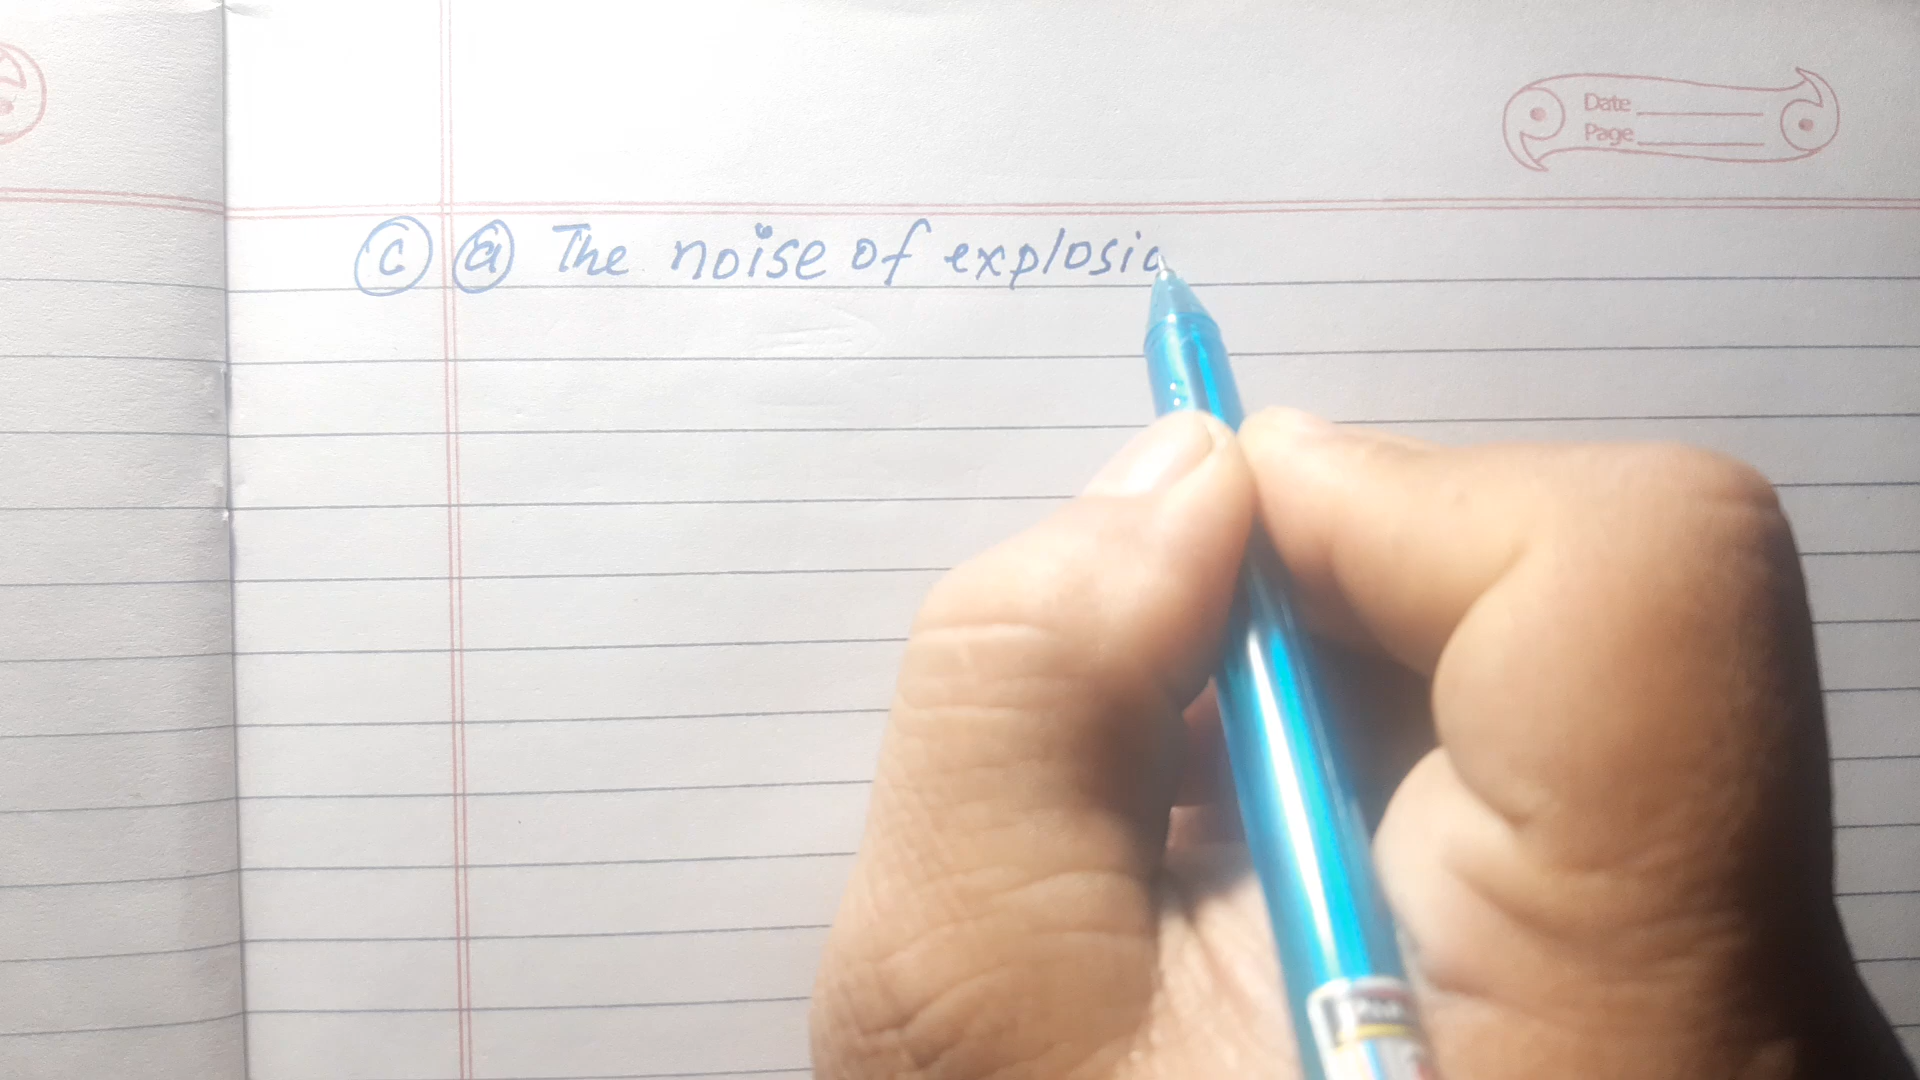 Date
Page
Ⓒ ⓐ The noise of explosio